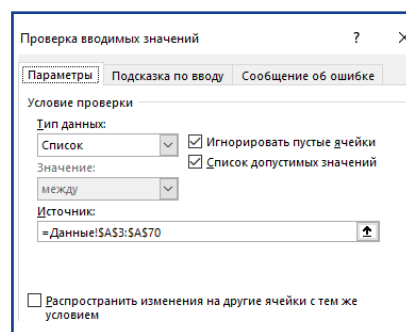 Проверка вводимых значений ? ×
Параметры Подсказка по вводу Сообщение об ошибке
Условие проверки
Тип данных:
Список Игнорировать пустые ячейки
Список допустимых значений
Значение:
между
Источник:
=Данные!$A$3:$A$70
Распространить изменения на другие ячейки с тем же
условием